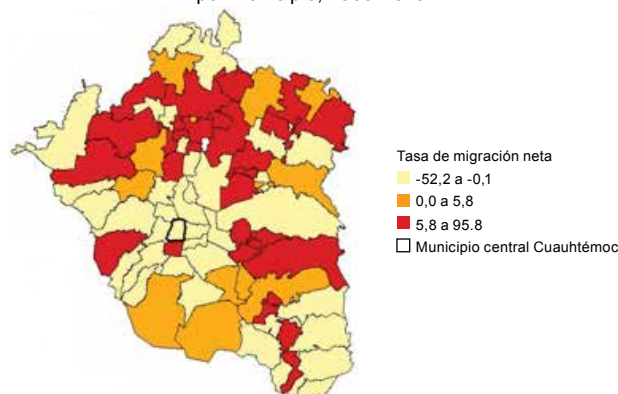 Tasa de migración neta
-52,2 a -0,1
0,0 a 5,8
5,8 a 95.8
Municipio central Cuauhtémoc